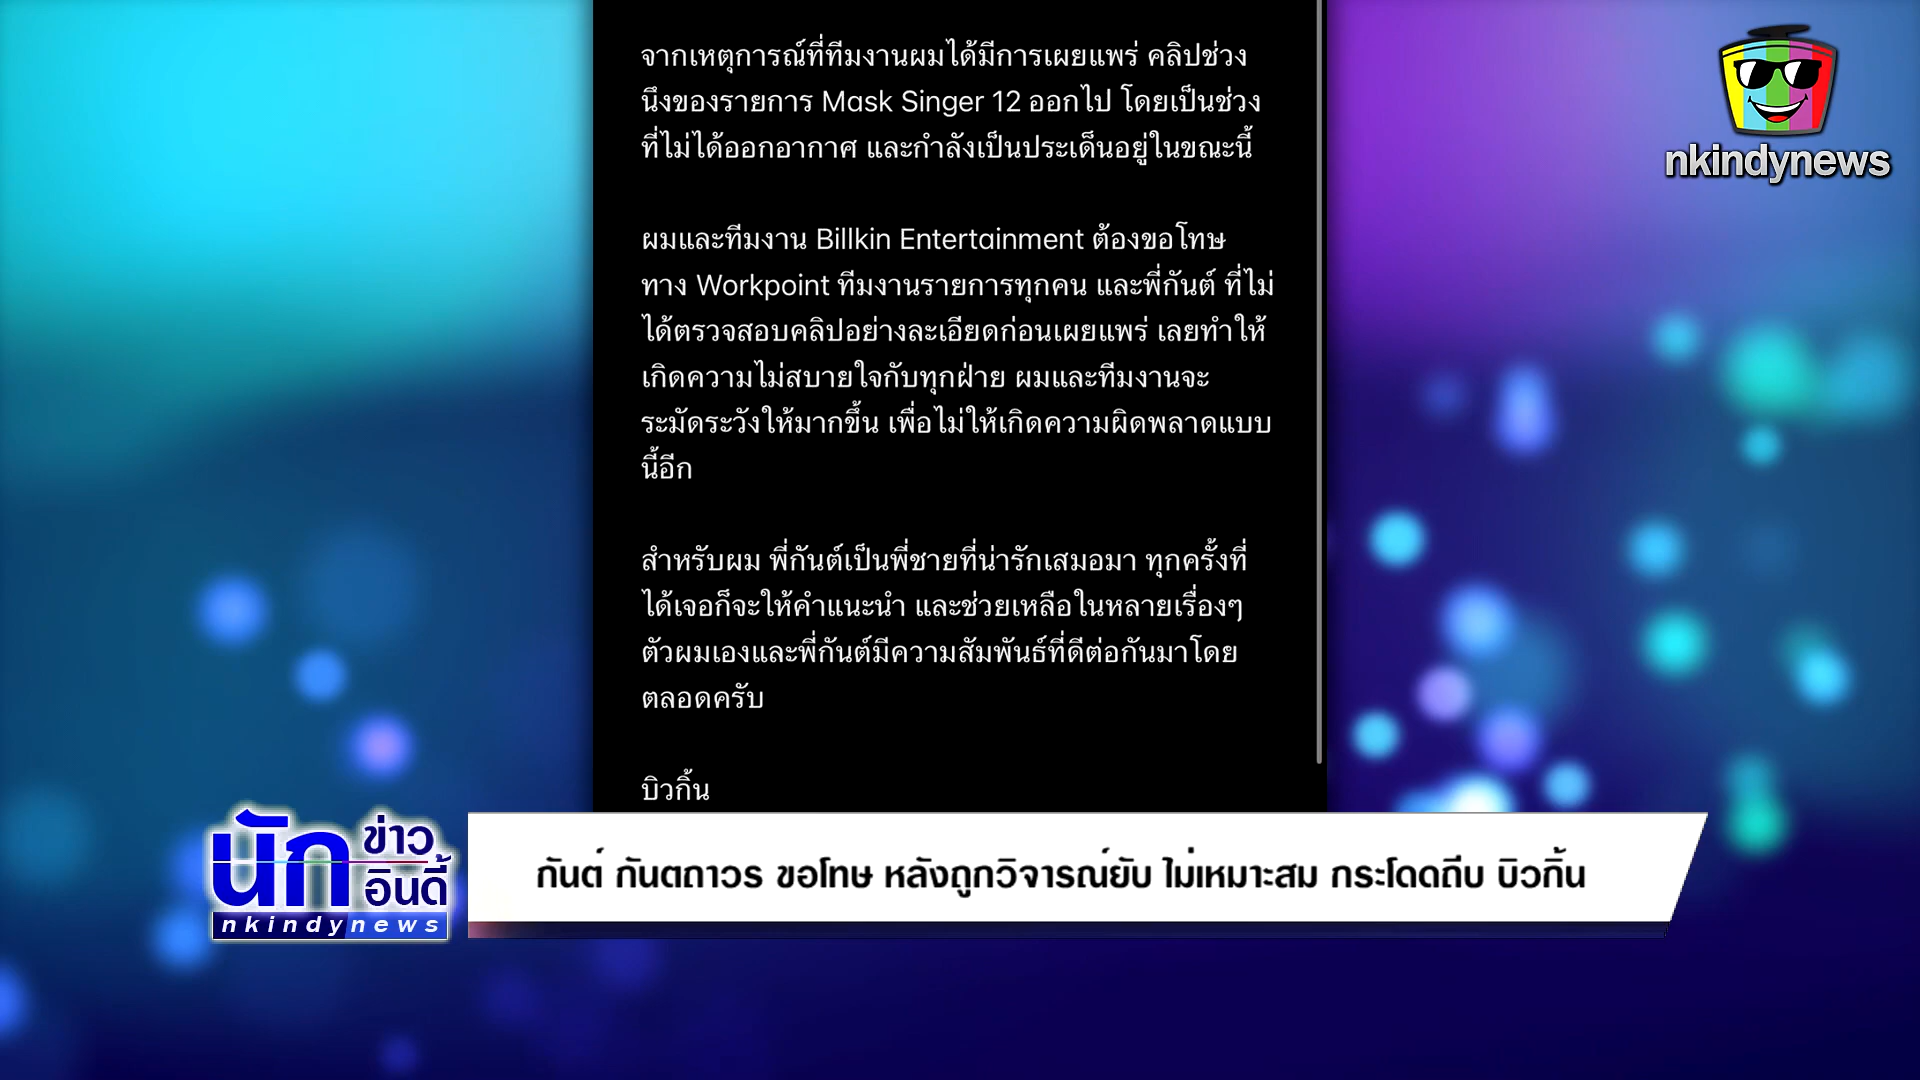 จากเหตุการณ์ที่ทีมงานผมได้มีการเผยแพร่ คลิปช่วง
นึงของรายการ Mask Singer 12 ออกไป โดยเป็นช่วง
ที่ไม่ได้ออกอากาศ และกำลังเป็นประเด็นอยู่ในขณะนี้
ผมและทีมงาน Billkin Entertainment ต้องขอโทษ
ทาง Workpoint ทีมงานรายการทุกคน และพี่กันต์ ที่ไม่
ได้ตรวจสอบคลิปอย่างละเอียดก่อนเผยแพร่ เลยทำให้
เกิดความไม่สบายใจกับทุกฝ่าย ผมและทีมงานจะ
ระมัดระวังให้มากขึ้น เพื่อไม่ให้เกิดความผิดพลาดแบบ
นี้อีก
สำหรับผม พี่กันต์เป็นพี่ชายที่น่ารักเสมอมา ทุกครั้งที่
ได้เจอก็จะให้คำแนะนำ และช่วยเหลือในหลายเรื่องๆ
ตัวผมเองและพี่กันต์มีความสัมพันธ์ที่ดีต่อกันมาโดย
ตลอดครับ
บิวกิ้น
nkindynews
นักข่าวอินดี้
nkindynews
กันต์ กันตถาวร ขอโทษ หลังถูกวิจารณ์ยับ ไม่เหมาะสม กระโดดถีบ บิวกิ้น